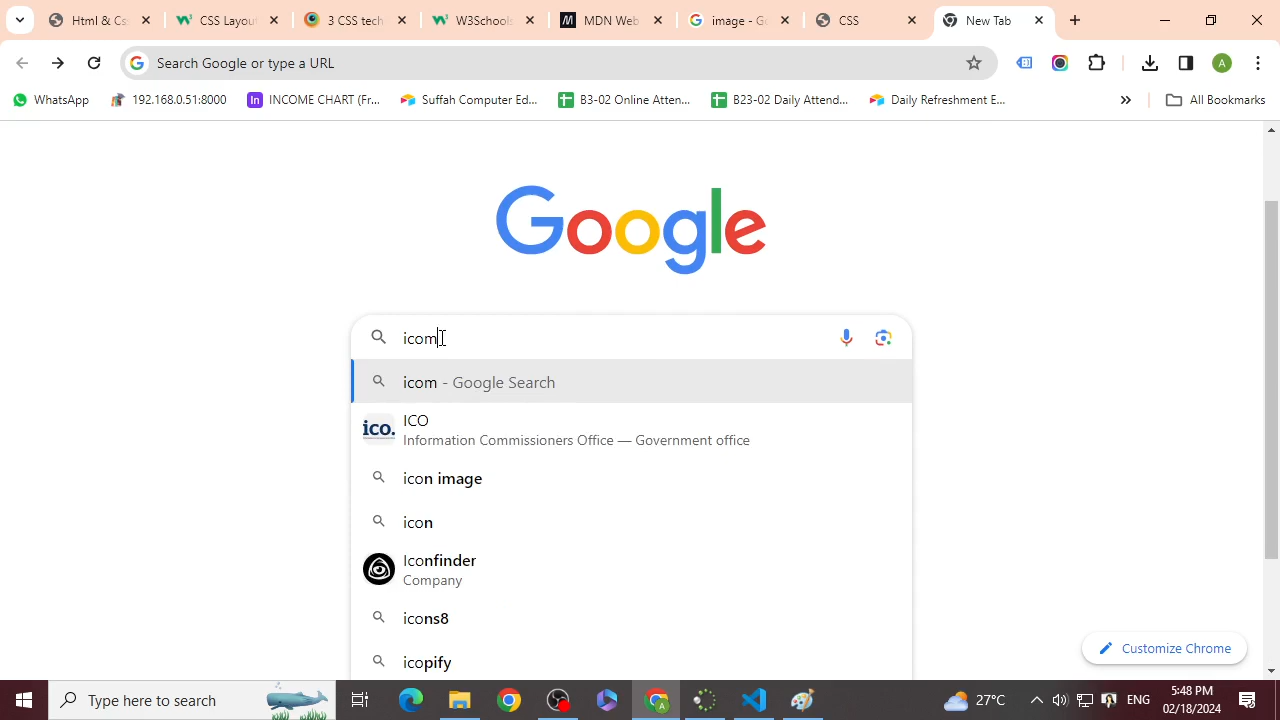 Html & Cs
CSS Layou
3 CSS tech
W3School
MDN Web
image - G
CSS
New Tab
Search Google or type a URL
WhatsApp
192.168.0.51:8000
INCOME CHART (Fr...
Suffah Computer Ed...
B3-02 Online Atten...
B23-02 Daily Attend...
Daily Refreshment E...
All Bookmarks
Google
icom
icom - Google Search
ico.
ICO
Information Commissioners Office — Government office
icon image
icon
Iconfinder
Company
icons8
icopify
Customize Chrome
Type here to search
27°C
ENG
5:48 PM
02/18/2024